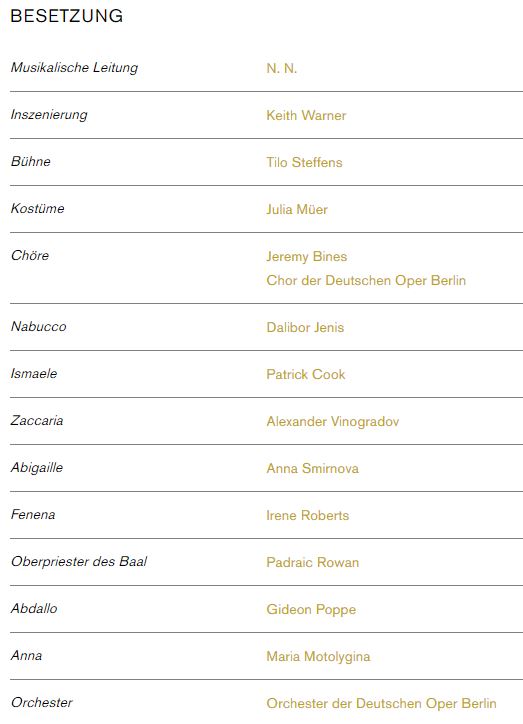 BESETZUNG
Musikalische Leitung N. N.
Inszenierung Keith Warner
Bühne Tilo Steffens
Kostüme Julia Müer
Chöre Jeremy Bines
Chor der Deutschen Oper Berlin
Nabucco Dalibor Jenis
Ismaele Patrick Cook
Zaccaria Alexander Vinogradov
Abigaille Anna Smirnova
Fenena Irene Roberts
Oberpriester des Baal Padraic Rowan
Abdallo Gideon Poppe
Anna Maria Motolygina
Orchester Orchester der Deutschen Oper Berlin